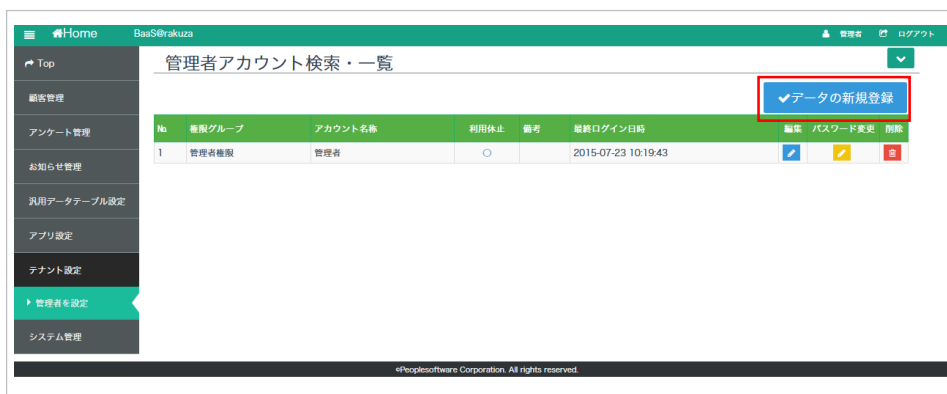 Home BaaS@rakuza 管理者 ログアウト
Top
管理者アカウント検索・一覧
顧客管理
データの新規登録
アンケート管理
No. 権限グループ アカウント名称 利用休止 備考 最終ログイン日時 編集 パスワード変更 削除
1 管理者権限 管理者 2015-07-23 10:19:43
お知らせ管理
汎用データテーブル設定
アプリ設定
テナント設定
管理者を設定
システム管理
©Peoplesoftware Corporation. All rights reserved.